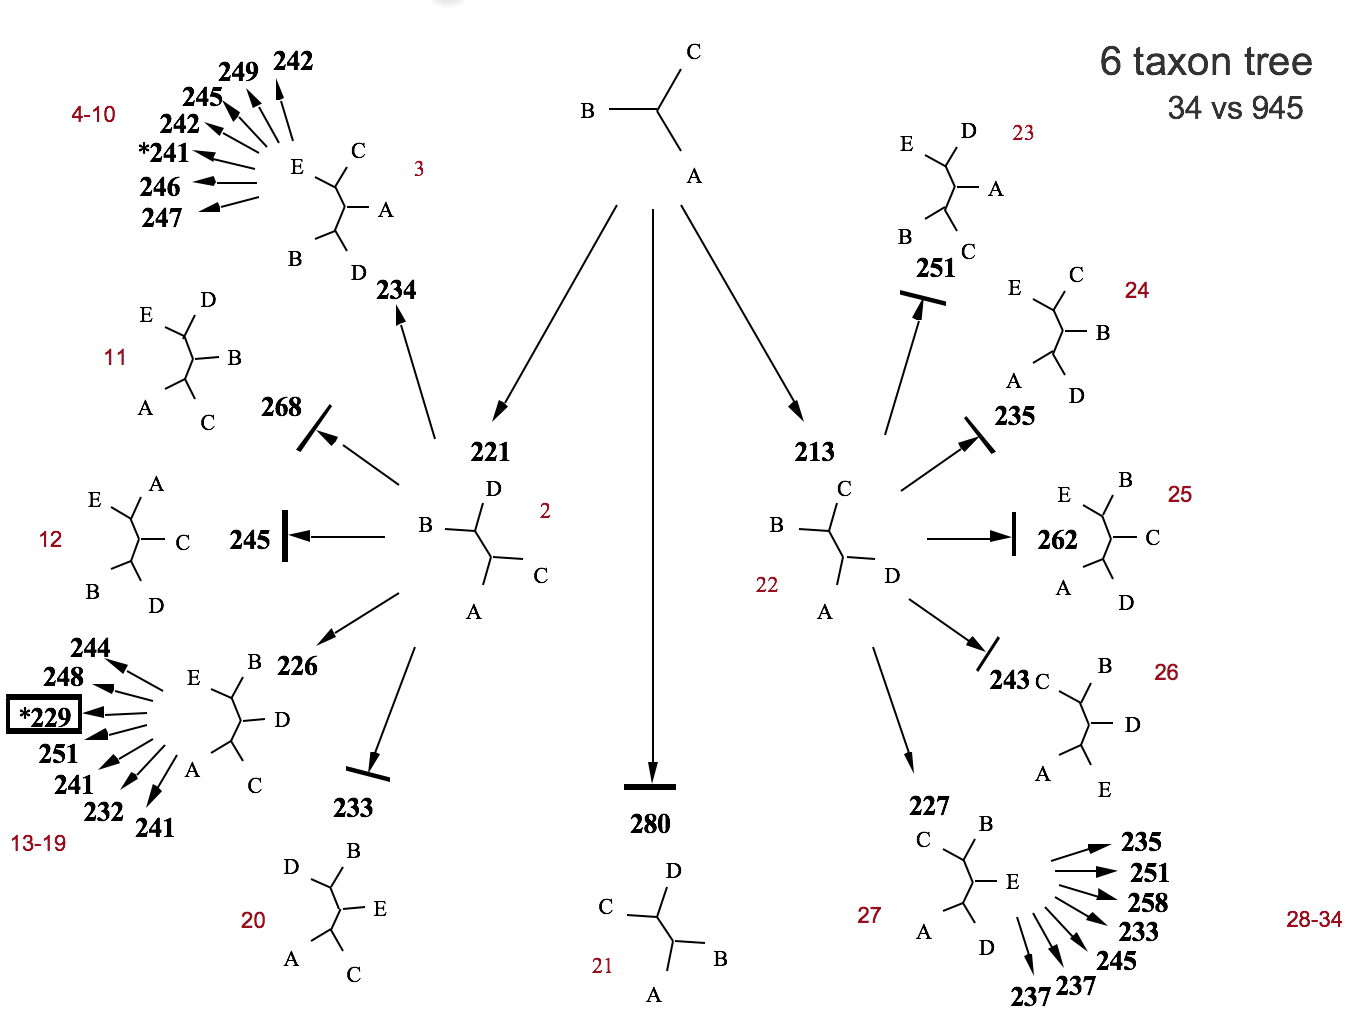 6 taxon tree
34 vs 945
C
B
A
4-10
242
249
245
242
*241
246
247
E
C
3
A
B
D
234
E
D
11
B
A
C
268
221
D
B
2
C
A
E
A
12
C
B
D
245
244
248
*229
251
241
232
241
13-19
E
B
226
D
A
C
233
D
B
20
E
A
C
280
D
C
21
B
A
213
C
B
22
D
A
E
D
23
A
B
C
251
E
C
24
B
A
D
235
E
B
25
262
C
A
D
243
C
B
26
D
A
E
227
C
B
27
E
A
D
235
251
258
233
245
237
237
28-34